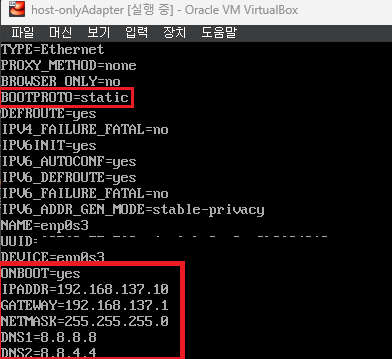 host-onlyAdapter [실행 중] - Oracle VM VirtualBox
파일 머신 보기 입력 장치 도움말
TYPE=Ethernet
PROXY_METHOD=none
BROWSER_ONLY=no
BOOTPROTO=static
DEFROUTE=yes
IPV4_FAILURE_FATAL=no
IPV6INIT=yes
IPV6_AUTOCONF=yes
IPV6_DEFROUTE=yes
IPV6_FAILURE_FATAL=no
IPV6_ADDR_GEN_MODE=stable-privacy
NAME=enp0s3
UUID=
DEVICE=enp0s3
ONBOOT=yes
IPADDR=192.168.137.10
GATEWAY=192.168.137.1
NETMASK=255.255.255.0
DNS1=8.8.8.8
DNS2=8.8.4.4